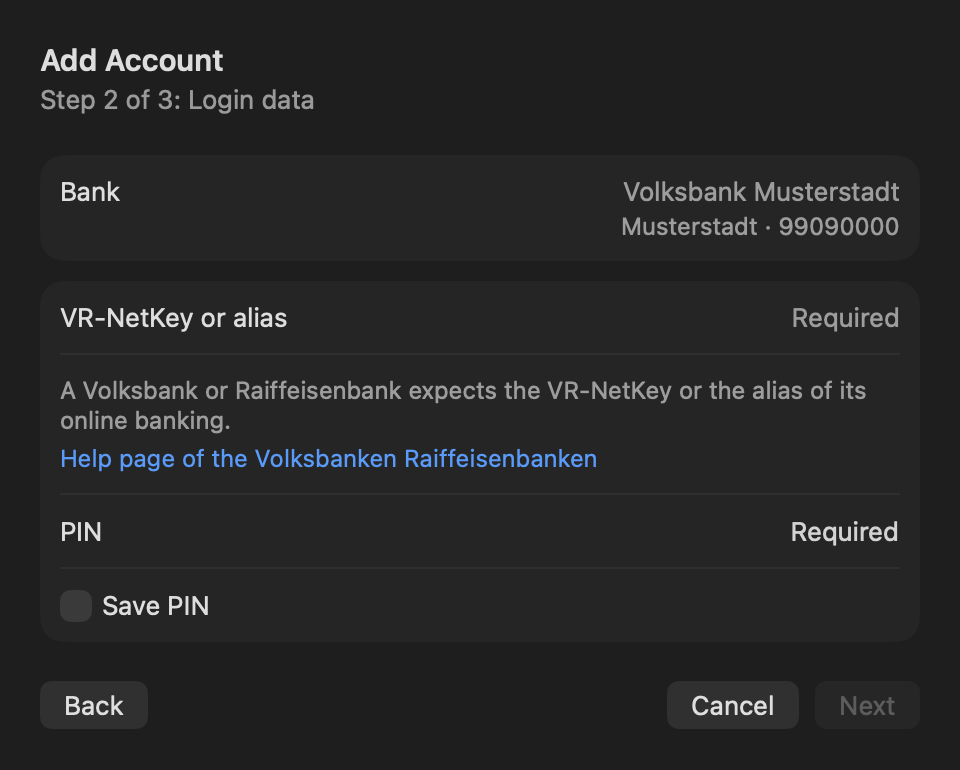 Add Account
Step 2 of 3: Login data
Bank
Volksbank Musterstadt
Musterstadt · 99090000
VR-NetKey or alias
Required
A Volksbank or Raiffeisenbank expects the VR-NetKey or the alias of its
online banking.
Help page of the Volksbanken Raiffeisenbanken
PIN
Required
Save PIN
Back
Cancel
Next